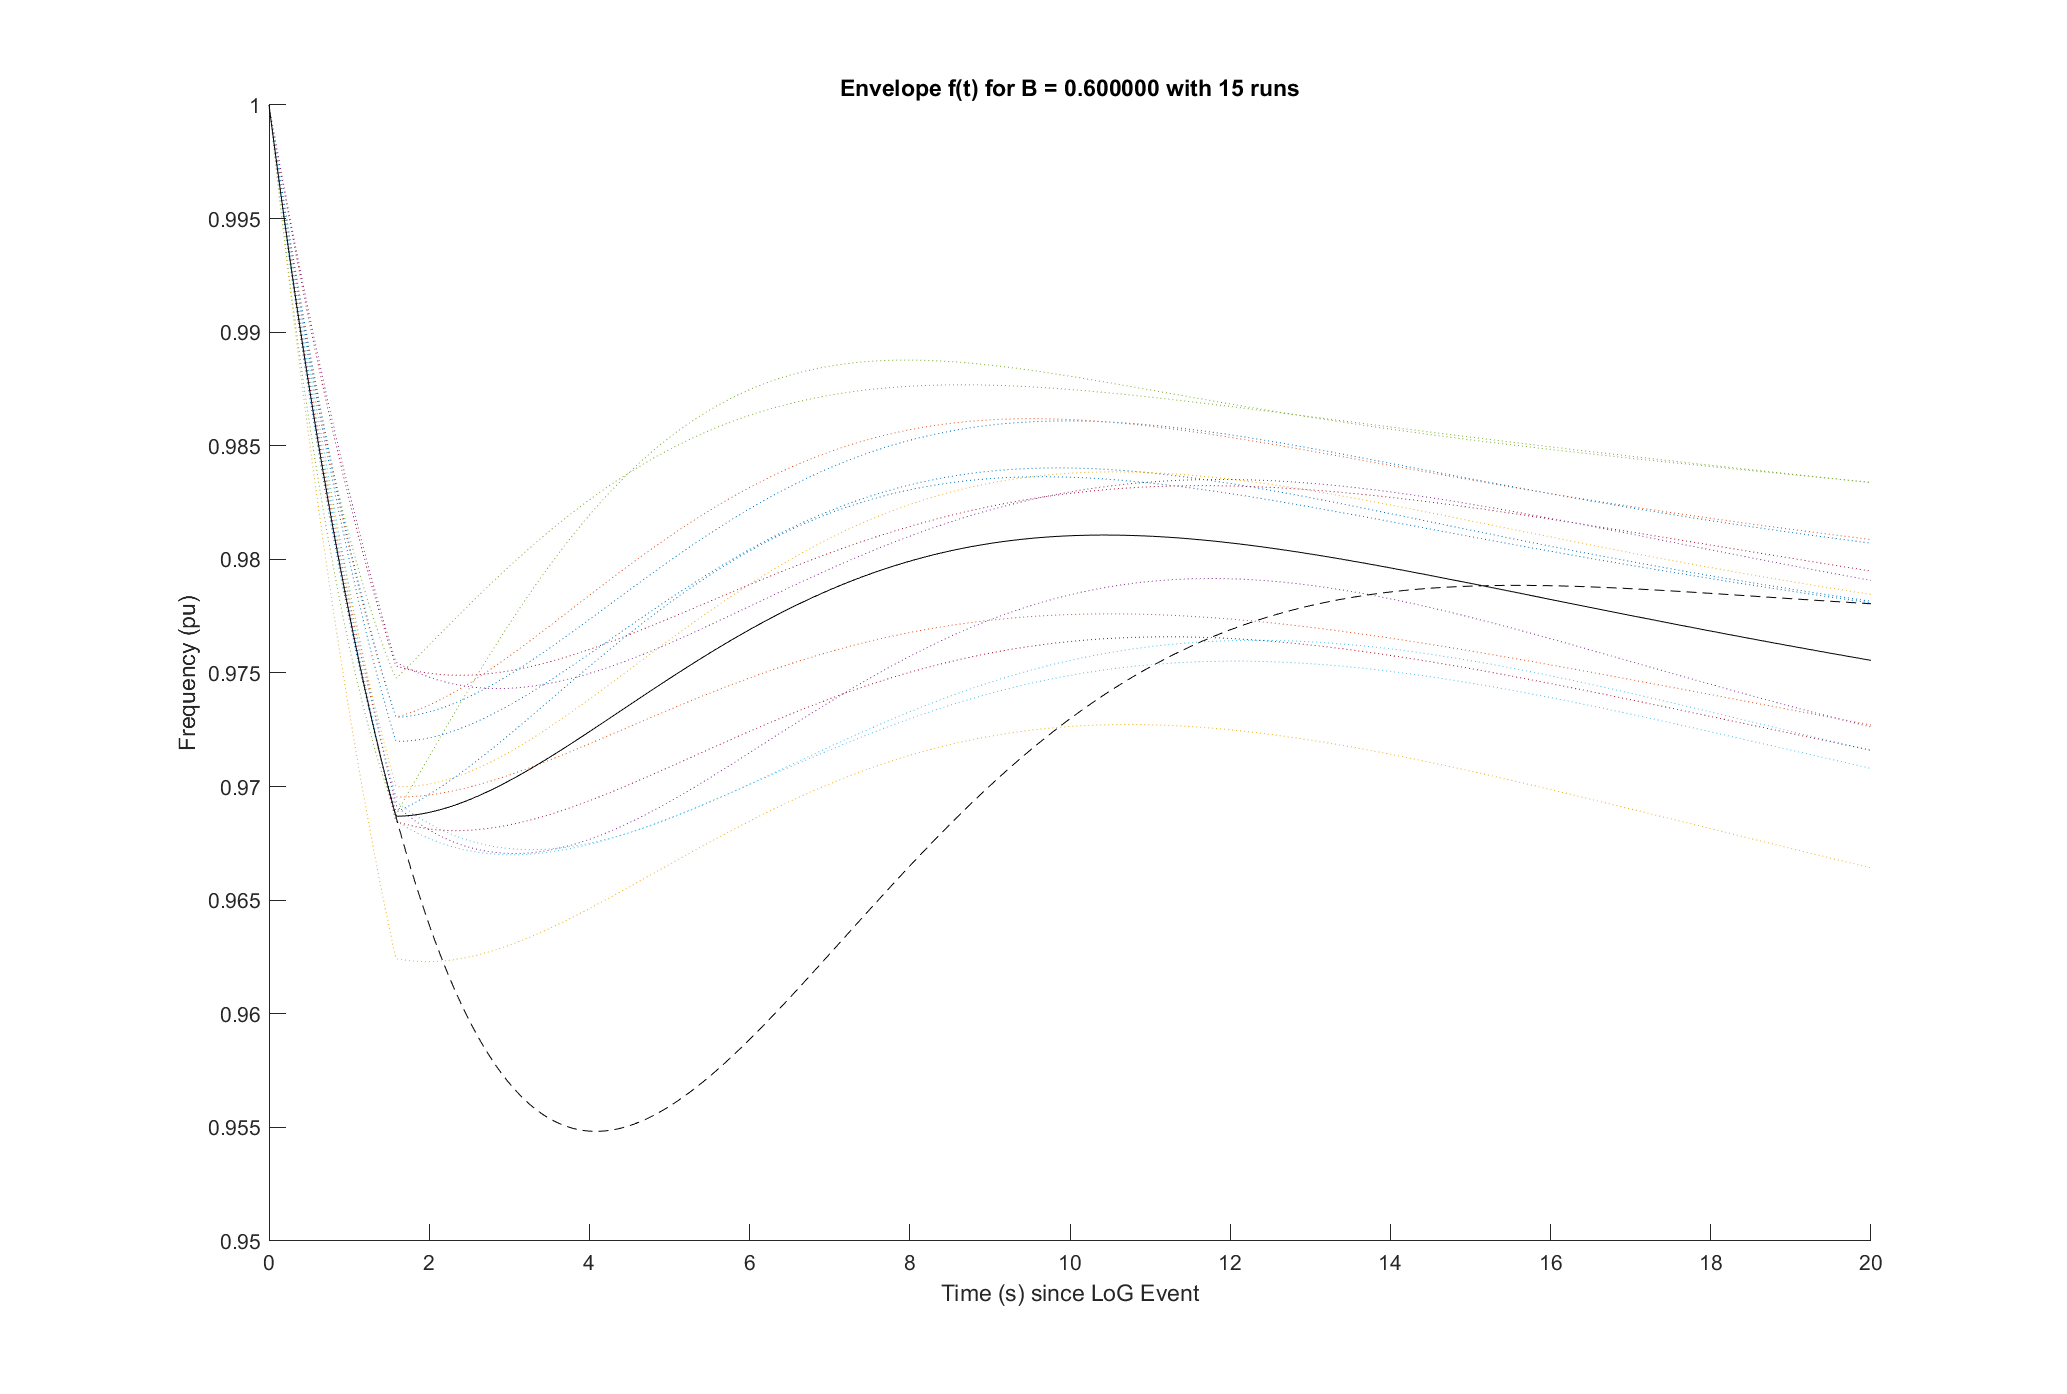 Envelope f(t) for B = 0.600000 with 15 runs
1
0.995
0.99
0.985
0.98
0.975
0.97
0.965
0.96
0.955
0.95
Frequency (pu)
0 2 4 6 8 10 12 14 16 18 20
Time (s) since LoG Event